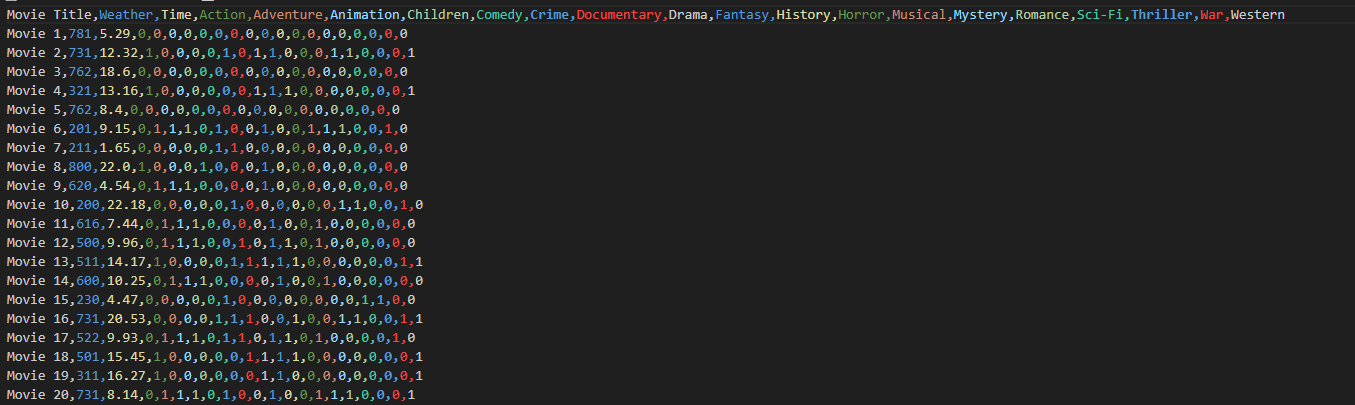 Movie Title,Weather,Time,Action,Adventure,Animation,Children,Comedy,Crime,Documentary,Drama,Fantasy,History,Horror,Musical,Mystery,Romance,Sci-Fi,Thriller,War,Western
Movie 1,781,5.29,0,0,0,0,0,0,0,0,0,0,0,0,0,0,0,0,0,0
Movie 2,731,12.32,1,0,0,0,0,1,0,1,1,0,0,0,1,1,0,0,0,1
Movie 3,762,18.6,0,0,0,0,0,0,0,0,0,0,0,0,0,0,0,0,0,0
Movie 4,321,13.16,1,0,0,0,0,0,0,1,1,1,0,0,0,0,0,0,0,1
Movie 5,762,8.4,0,0,0,0,0,0,0,0,0,0,0,0,0,0,0,0,0,0
Movie 6,201,9.15,0,1,1,1,0,1,0,0,1,0,0,1,1,1,0,0,1,0
Movie 7,211,1.65,0,0,0,0,0,1,1,0,0,0,0,0,0,0,0,0,0,0
Movie 8,800,22.0,1,0,0,0,1,0,0,0,1,0,0,0,0,0,0,0,0,0
Movie 9,620,4.54,0,1,1,1,0,0,0,0,1,0,0,0,0,0,0,0,0,0
Movie 10,200,22.18,0,0,0,0,0,1,0,0,0,0,0,0,1,1,0,0,1,0
Movie 11,616,7.44,0,1,1,1,0,0,0,0,1,0,0,1,0,0,0,0,0,0
Movie 12,500,9.96,0,1,1,1,0,0,1,0,1,1,0,1,0,0,0,0,0,0
Movie 13,511,14.17,1,0,0,0,0,1,1,1,1,1,0,0,0,0,0,0,1,1
Movie 14,600,10.25,0,1,1,1,0,0,0,0,1,0,0,1,0,0,0,0,0,0
Movie 15,230,4.47,0,0,0,0,0,1,0,0,0,0,0,0,0,0,1,1,0,0
Movie 16,731,20.53,0,0,0,0,1,1,1,0,0,1,0,0,1,1,0,0,1,1
Movie 17,522,9.93,0,1,1,1,0,1,1,0,1,1,0,1,0,0,0,0,1,0
Movie 18,501,15.45,1,0,0,0,0,0,1,1,1,1,0,0,0,0,0,0,0,1
Movie 19,311,16.27,1,0,0,0,0,0,0,1,1,0,0,0,0,0,0,0,0,1
Movie 20,731,8.14,0,1,1,1,0,1,0,0,1,0,0,1,1,1,0,0,0,1